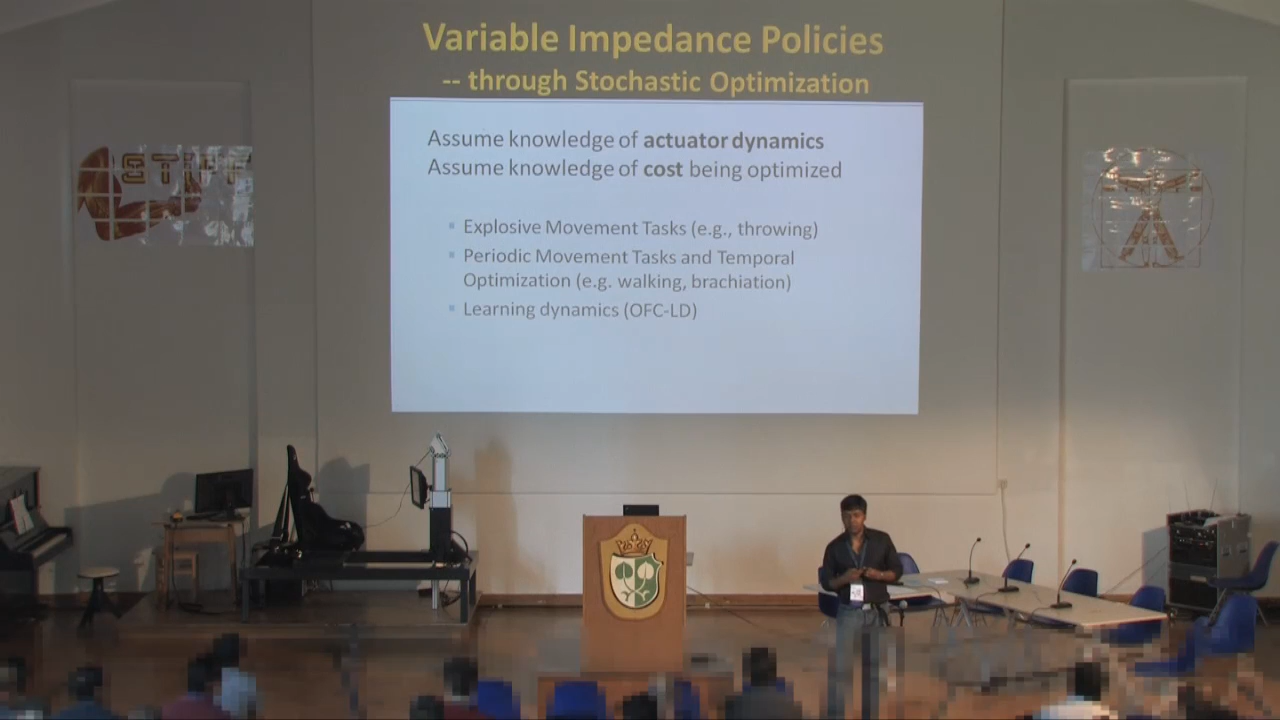 Variable Impedance Policies
-- through Stochastic Optimization
Assume knowledge of actuator dynamics
Assume knowledge of cost being optimized
Explosive Movement Tasks (e.g., throwing)
Periodic Movement Tasks and Temporal
Optimization (e.g. walking, brachiation)
Learning dynamics (OFC-LD)
STIFF